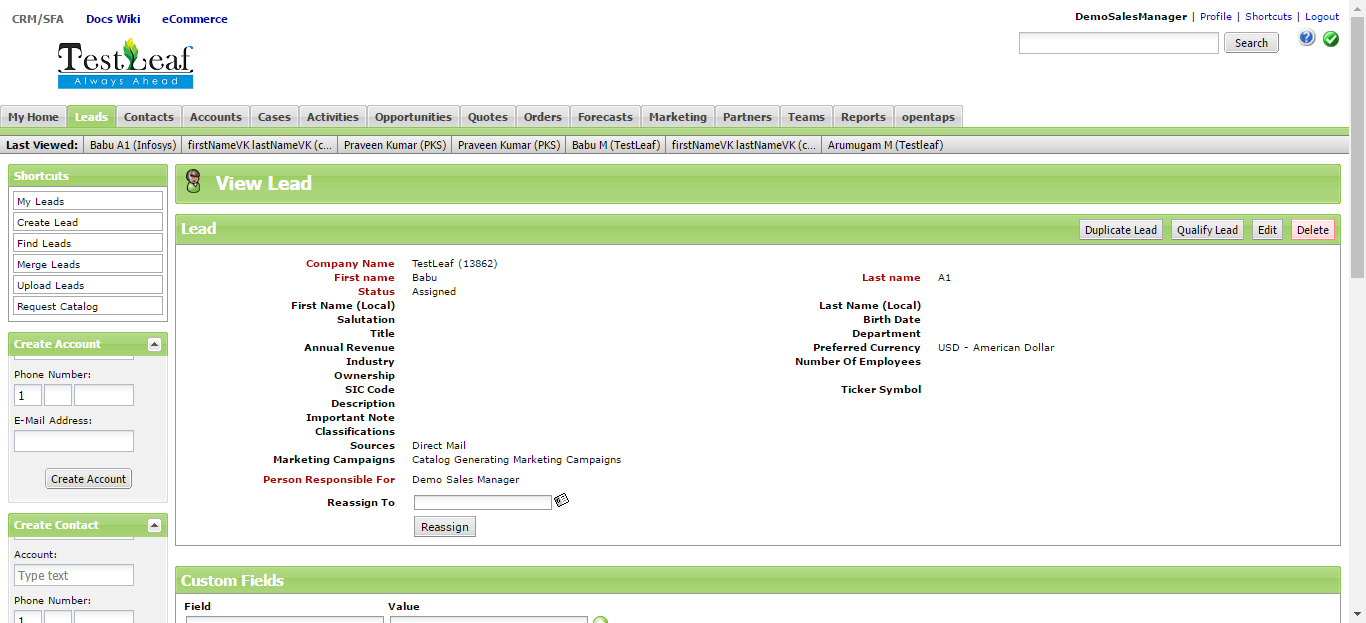 CRM/SFA Docs Wiki eCommerce
DemoSalesManager | Profile | Shortcuts | Logout
TestLeaf
Always Ahead
Search
My Home Leads Contacts Accounts Cases Activities Opportunities Quotes Orders Forecasts Marketing Partners Teams Reports opentaps
Last Viewed: Babu A1 (Infosys) firstNameVK lastNameVK (c... Praveen Kumar (PKS) Praveen Kumar (PKS) Babu M (TestLeaf) firstNameVK lastNameVK (c... Arumugam M (Testleaf)
Shortcuts
My Leads
Create Lead
Find Leads
Merge Leads
Upload Leads
Request Catalog
Create Account
Phone Number:
1
E-Mail Address:
Create Account
Create Contact
Account:
Type text
Phone Number:
1
View Lead
Lead Duplicate Lead Qualify Lead Edit Delete
Company Name TestLeaf (13862)
First name Babu Last name A1
Status Assigned
First Name (Local) Last Name (Local)
Salutation Birth Date
Title Department
Annual Revenue Preferred Currency USD - American Dollar
Industry Number Of Employees
Ownership
SIC Code Ticker Symbol
Description
Important Note
Classifications
Sources Direct Mail
Marketing Campaigns Catalog Generating Marketing Campaigns
Person Responsible For Demo Sales Manager
Reassign To
Reassign
Custom Fields
Field Value